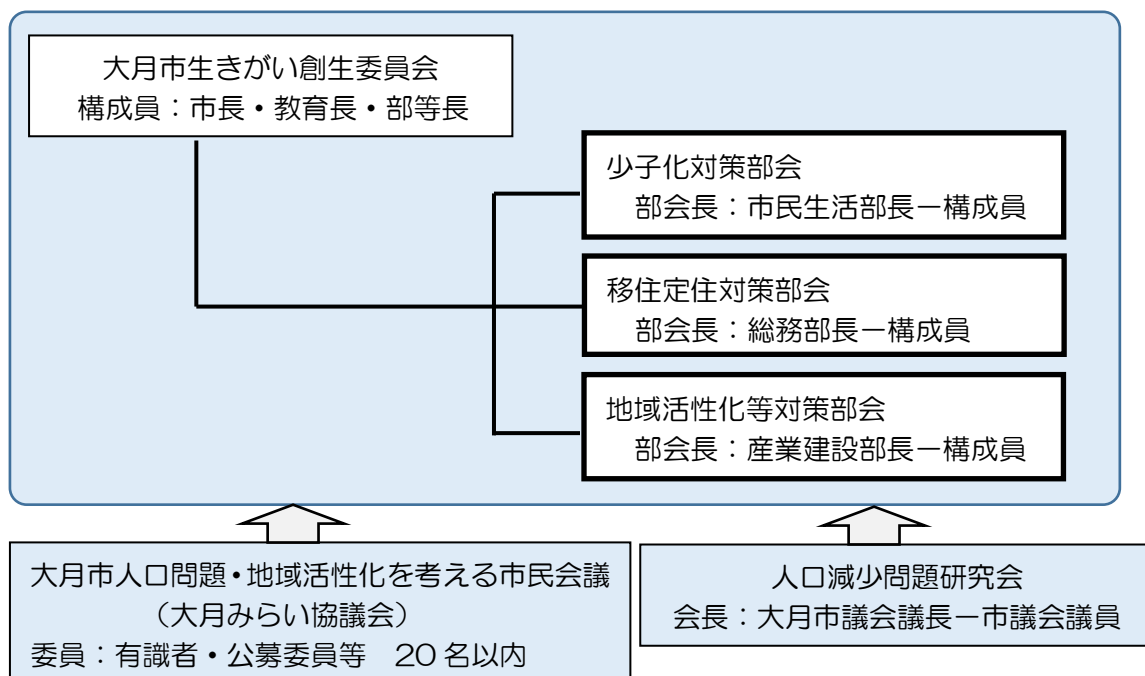 大月市生きがい創生委員会
構成員：市長・教育長・部等長
少子化対策部会
部会長：市民生活部長－構成員
移住定住対策部会
部会長：総務部長－構成員
地域活性化等対策部会
部会長：産業建設部長－構成員
大月市人口問題・地域活性化を考える市民会議
（大月みらい協議会）
委員：有識者・公募委員等　20名以内
人口減少問題研究会
会長：大月市議会議長－市議会議員